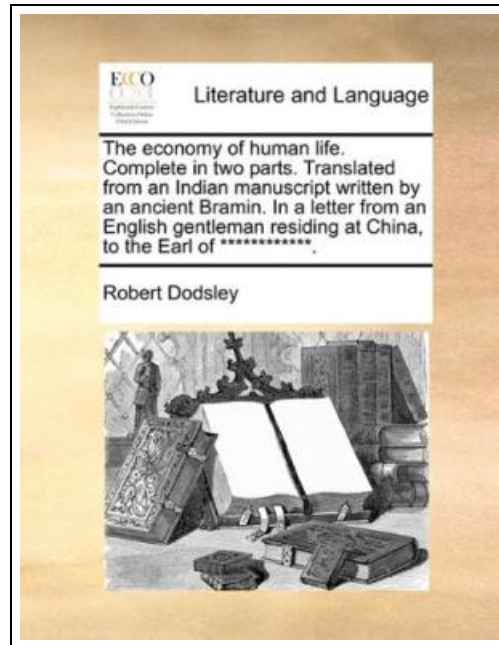 ECCO
Literature and Language
The economy of human life.
Complete in two parts. Translated
from an Indian manuscript written by
an ancient Bramin. In a letter from an
English gentleman residing at China,
to the Earl of ************.
Robert Dodsley